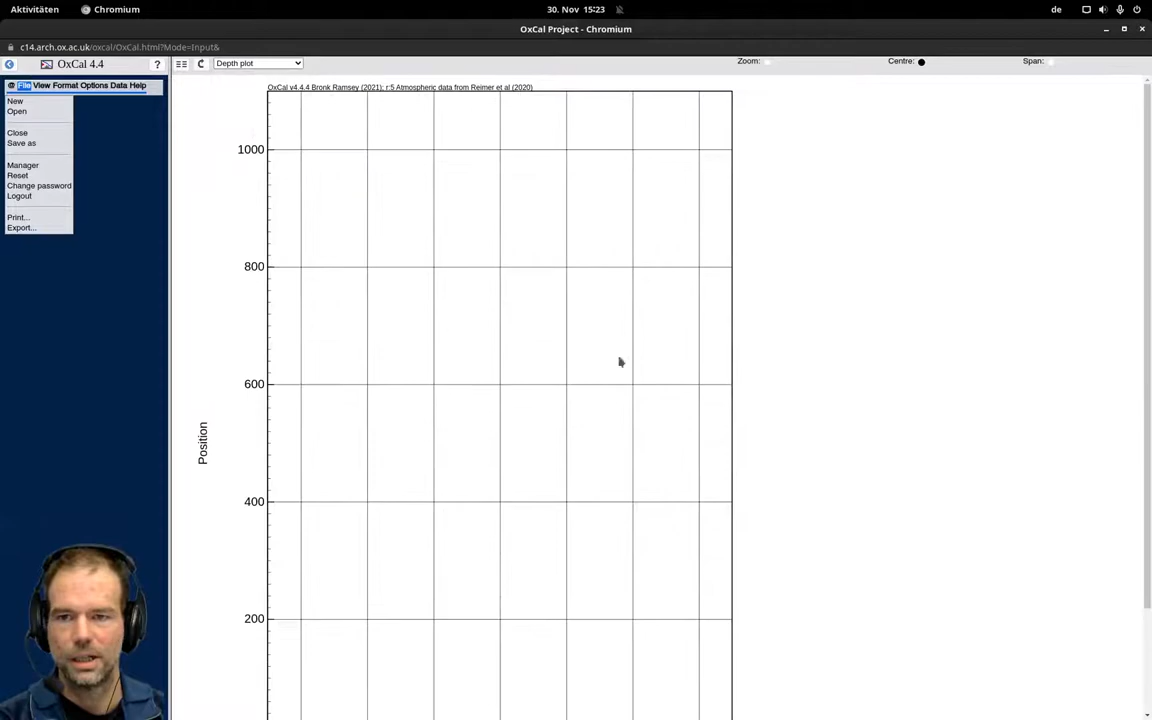 Aktivitäten Chromium 30. Nov 15:23 de
OxCal Project - Chromium
c14.arch.ox.ac.uk/oxcal/OxCal.html?Mode=Input&
OxCal 4.4 ? Depth plot Zoom: Centre: Span:
@ File View Format Options Data Help
OxCal v4.4.4 Bronk Ramsey (2021); r:5 Atmospheric data from Reimer et al (2020)
New
Open
Close
Save as
Manager
Reset
Change password
Logout
Print...
Export...
1000
800
600
Position
400
200